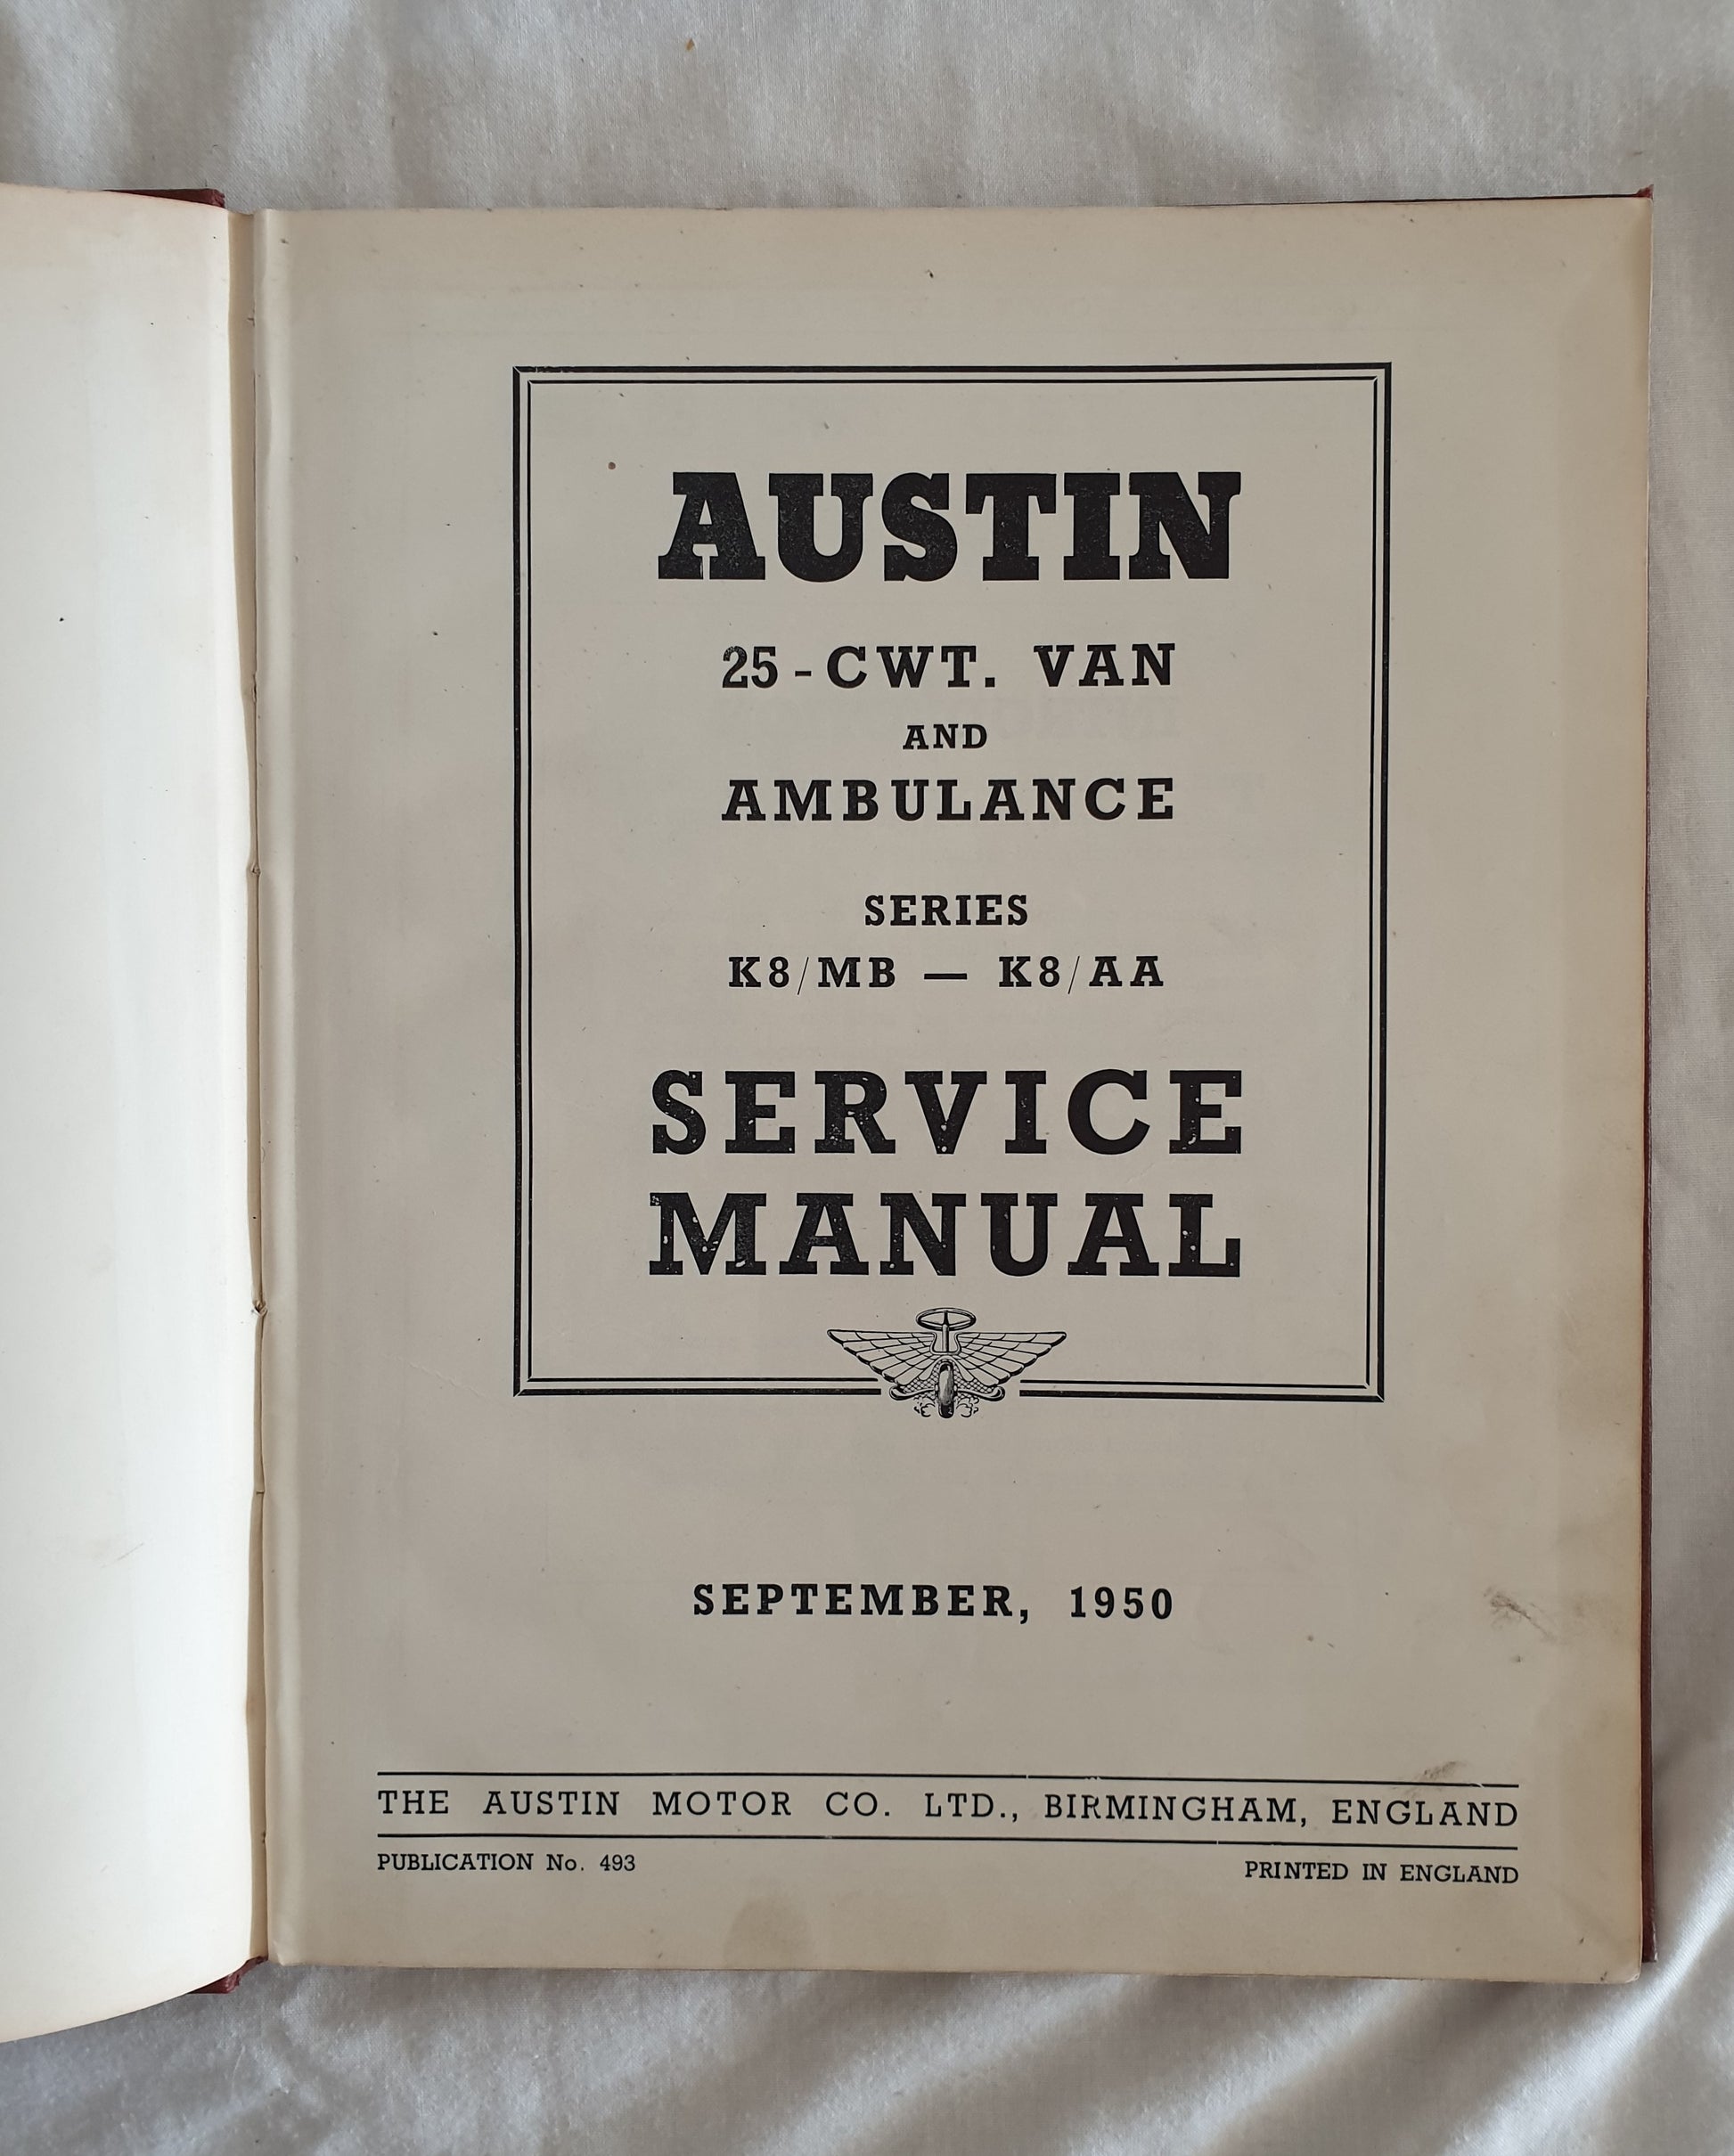 AUSTIN
25-CWT. VAN
AND
AMBULANCE
SERIES
K8/MB — K8/AA
SERVICE
MANUAL
SEPTEMBER, 1950
THE AUSTIN MOTOR CO. LTD., BIRMINGHAM, ENGLAND
PUBLICATION No. 493
PRINTED IN ENGLAND